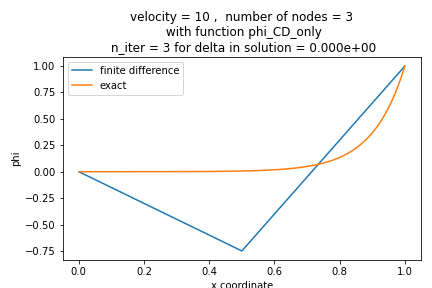 velocity = 10 ,  number of nodes = 3
with function phi_CD_only
n_iter = 3 for delta in solution = 0.000e+00
finite difference
exact
1.00
0.75
0.50
0.25
0.00
−0.25
−0.50
−0.75
phi
0.0 0.2 0.4 0.6 0.8 1.0
x coordinate